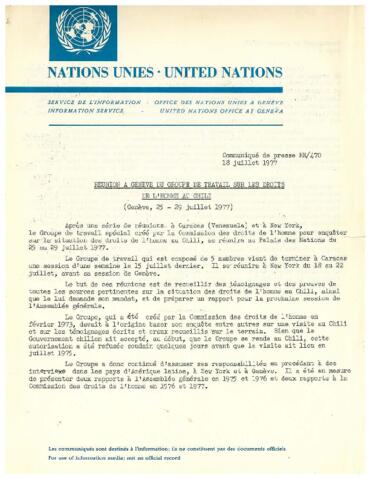 NATIONS UNIES · UNITED NATIONS
SERVICE DE L'INFORMATION - OFFICE DES NATIONS UNIES A GENÈVE
INFORMATION SERVICE - UNITED NATIONS OFFICE AT GENEVA
Communiqué de presse HR/470
18 juillet 1977
REUNION A GENEVE DU GROUPE DE TRAVAIL SUR LES DROITS
DE L'HOMME AU CHILI
(Genève, 25 - 29 juillet 1977)
Après une série de réunions à Caracas (Venezuela) et à New York,
le Groupe de travail spécial créé par la Commission des droits de l'homme pour enquêter
sur la situation des droits de l'homme au Chili, se réunira au Palais des Nations du
25 au 29 juillet 1977.
Le Groupe de travail qui est composé de 5 membres vient de terminer à Caracas
une session d'une semaine le 15 juillet dernier. Il se réunira à New York du 18 au 22
juillet, avant sa session de Genève.
Le but de ces réunions est de recueillir des témoignages et des preuves de
toutes les sources pertinentes sur la situation des droits de l'homme au Chili, ainsi
que le lui demande son mandat, et de préparer un rapport pour la prochaine session de
l'Assemblée générale.
Le Groupe, qui a été créé par la Commission des droits de l'homme en
février 1975, devait à l'origine baser son enquête entre autres sur une visite au Chili
et sur les témoignages écrits et oraux recueillis sur le terrain. Bien que le
Gouvernement chilien ait accepté, au début, que le Groupe se rende au Chili, cette
autorisation a été refusée soudain quelques jours avant que la visite ait lieu en
juillet 1975.
Le Groupe a donc continué d'assumer ses responsabilités en procédant à des
interviews dans les pays d'Amérique latine, à New York et à Genève. Il a été en mesure
de présenter deux rapports à l'Assemblée générale en 1975 et 1976 et deux rapports à la
Commission des droits de l'homme en 1976 et 1977.
Les communiqués sont destinés à l'information; ils ne constituent pas des documents officiels
For use of information media; not an official record